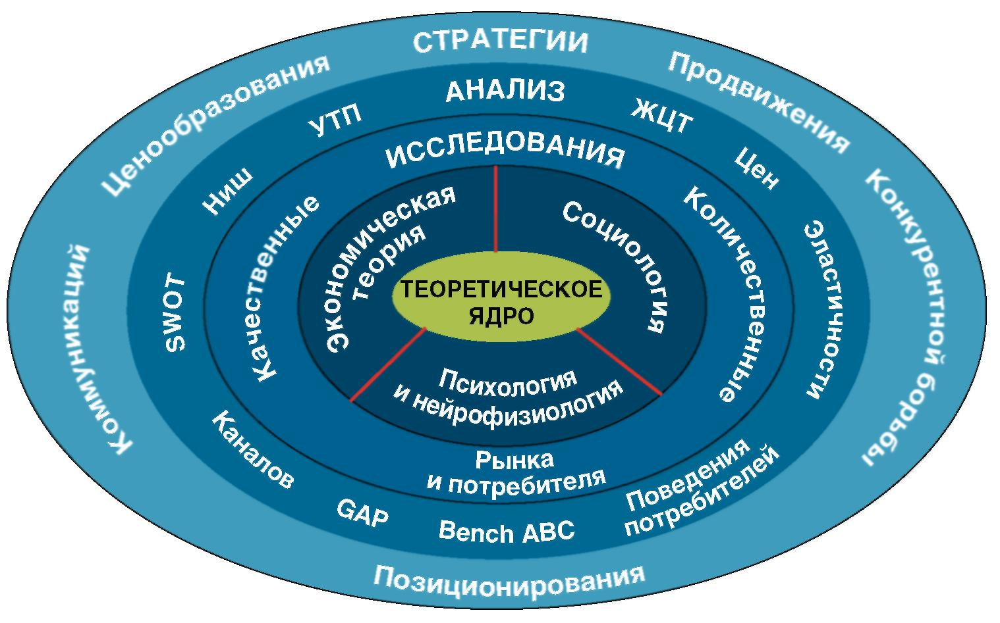 СТРАТЕГИИ
Ценообразования
Продвижения
Конкурентной борьбы
Коммуникаций
Позиционирования
АНАЛИЗ
УТП
ЖЦТ
Ниш
Цен
SWOT
Эластичности
Каналов
GAP
Bench ABC
Поведения
потребителей
ИССЛЕДОВАНИЯ
Качественные
Количественные
Рынка
и потребителя
Экономическая
теория
Социология
ТЕОРЕТИЧЕСКОЕ
ЯДРО
Психология
и нейрофизиология